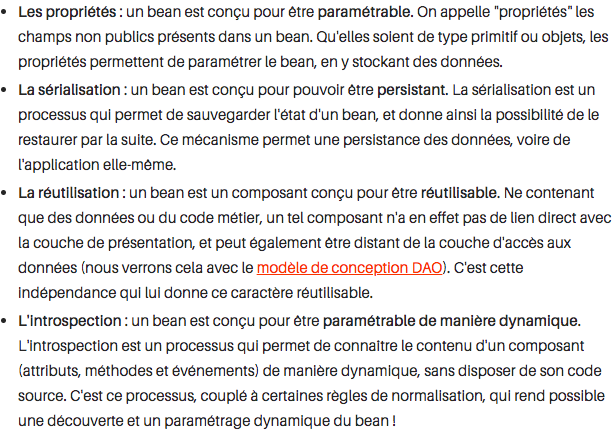 • Les propriétés : un bean est conçu pour être paramétrable. On appelle "propriétés" les
champs non publics présents dans un bean. Qu'elles soient de type primitif ou objets, les
propriétés permettent de paramétrer le bean, en y stockant des données.
• La sérialisation : un bean est conçu pour pouvoir être persistant. La sérialisation est un
processus qui permet de sauvegarder l'état d'un bean, et donne ainsi la possibilité de le
restaurer par la suite. Ce mécanisme permet une persistance des données, voire de
l'application elle-même.
• La réutilisation : un bean est un composant conçu pour être réutilisable. Ne contenant
que des données ou du code métier, un tel composant n'a en effet pas de lien direct avec
la couche de présentation, et peut également être distant de la couche d'accès aux
données (nous verrons cela avec le modèle de conception DAO). C'est cette
indépendance qui lui donne ce caractère réutilisable.
• L'introspection : un bean est conçu pour être paramétrable de manière dynamique.
L'introspection est un processus qui permet de connaitre le contenu d'un composant
(attributs, méthodes et événements) de manière dynamique, sans disposer de son code
source. C'est ce processus, couplé à certaines règles de normalisation, qui rend possible
une découverte et un paramétrage dynamique du bean !